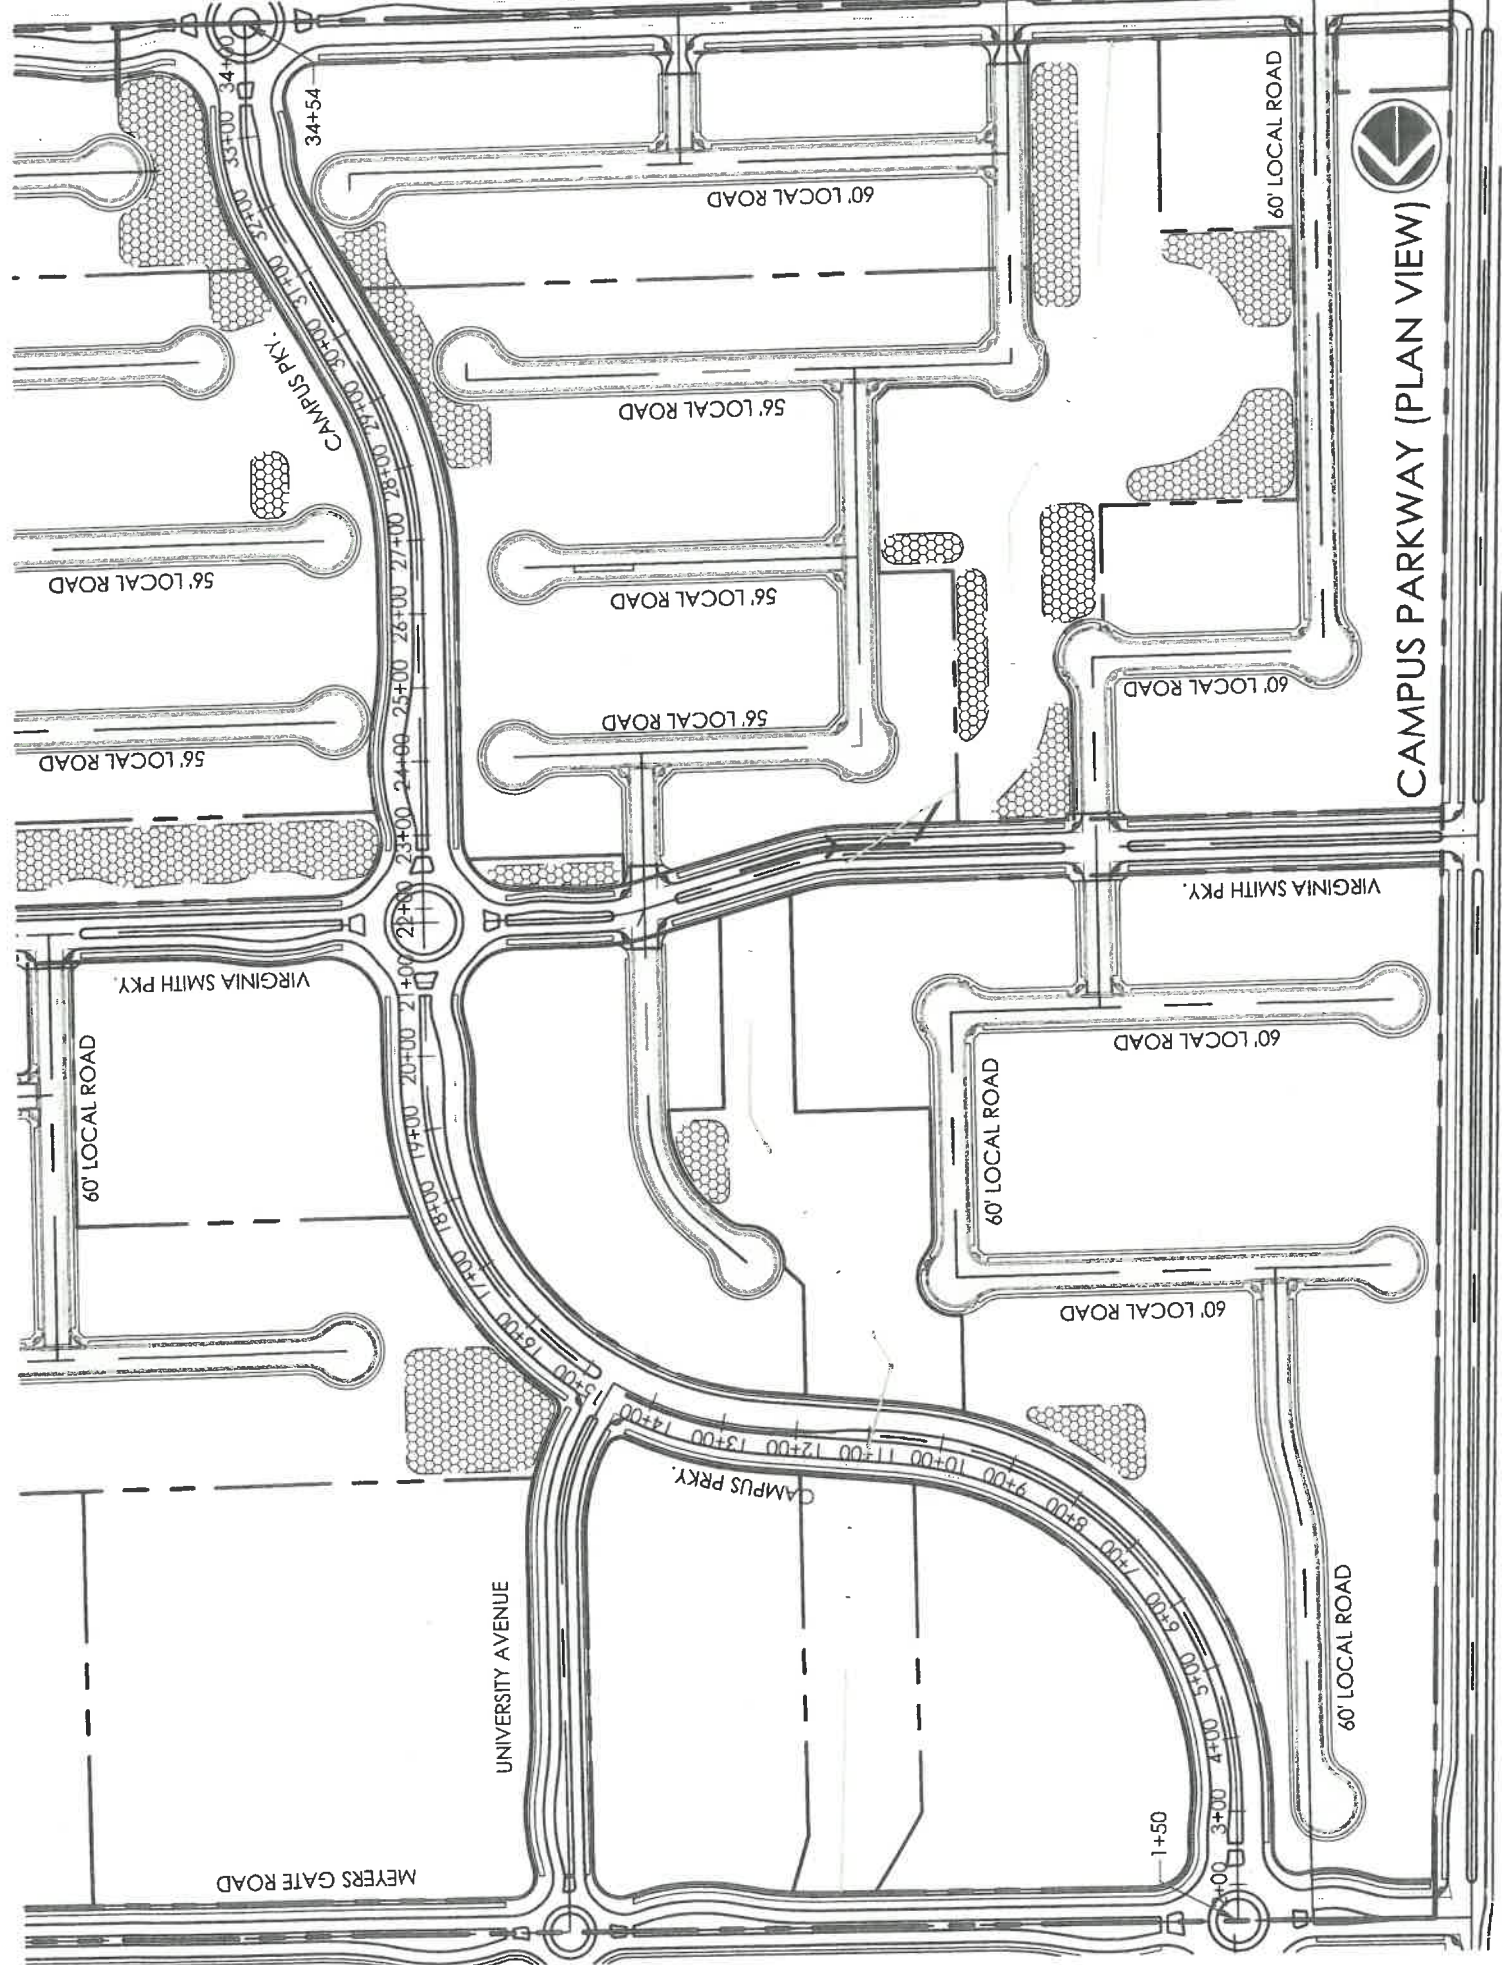 CAMPUS PARKWAY (PLAN VIEW)
34+54
34+
33+00
32+00
31+00
30+00
29+00
28+00
27+00
26+00
25+00
24+00
23+00
22+00
21+00
20+00
19+00
18+00
17+00
16+00
15+00
14+00
13+00
12+00
11+00
10+00
9+00
8+00
7+00
6+00
5+00
4+00
3+00
+00
1+50
CAMPUS PKY.
CAMPUS PRKY.
60' LOCAL ROAD
60' LOCAL ROAD
56' LOCAL ROAD
56' LOCAL ROAD
56' LOCAL ROAD
56' LOCAL ROAD
56' LOCAL ROAD
60' LOCAL ROAD
VIRGINIA SMITH PKY.
VIRGINIA SMITH PKY.
60' LOCAL ROAD
60' LOCAL ROAD
60' LOCAL ROAD
60' LOCAL ROAD
60' LOCAL ROAD
UNIVERSITY AVENUE
MEYERS GATE ROAD